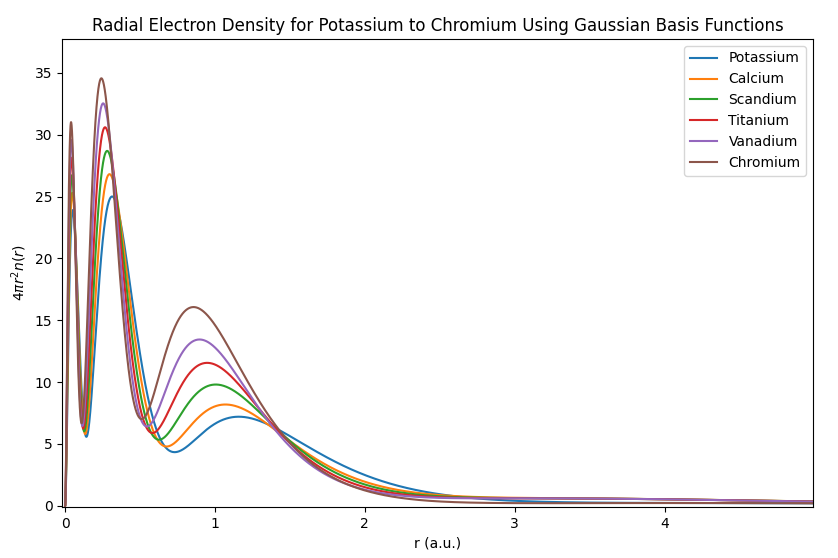 Radial Electron Density for Potassium to Chromium Using Gaussian Basis Functions
Potassium
Calcium
Scandium
Titanium
Vanadium
Chromium
4πr²n(r)
35
30
25
20
15
10
5
0
0 1 2 3 4
r (a.u.)